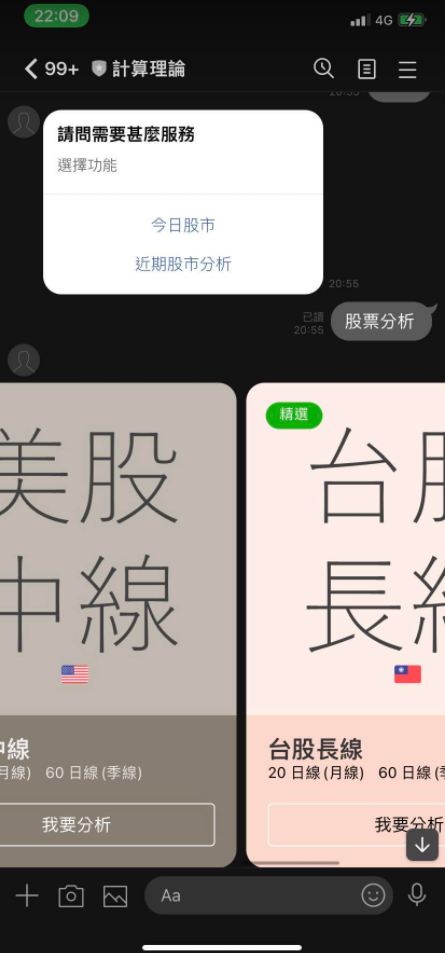 22:09
4G
99+
計算理論
請問需要甚麼服務
選擇功能
今日股市
近期股市分析
20:55
已讀
20:55
股票分析
美股
中線
月線) 60 日線 (季線)
我要分析
精選
台股
長線
台股長線
20 日線 (月線) 60 日線 (季
我要分析
Aa